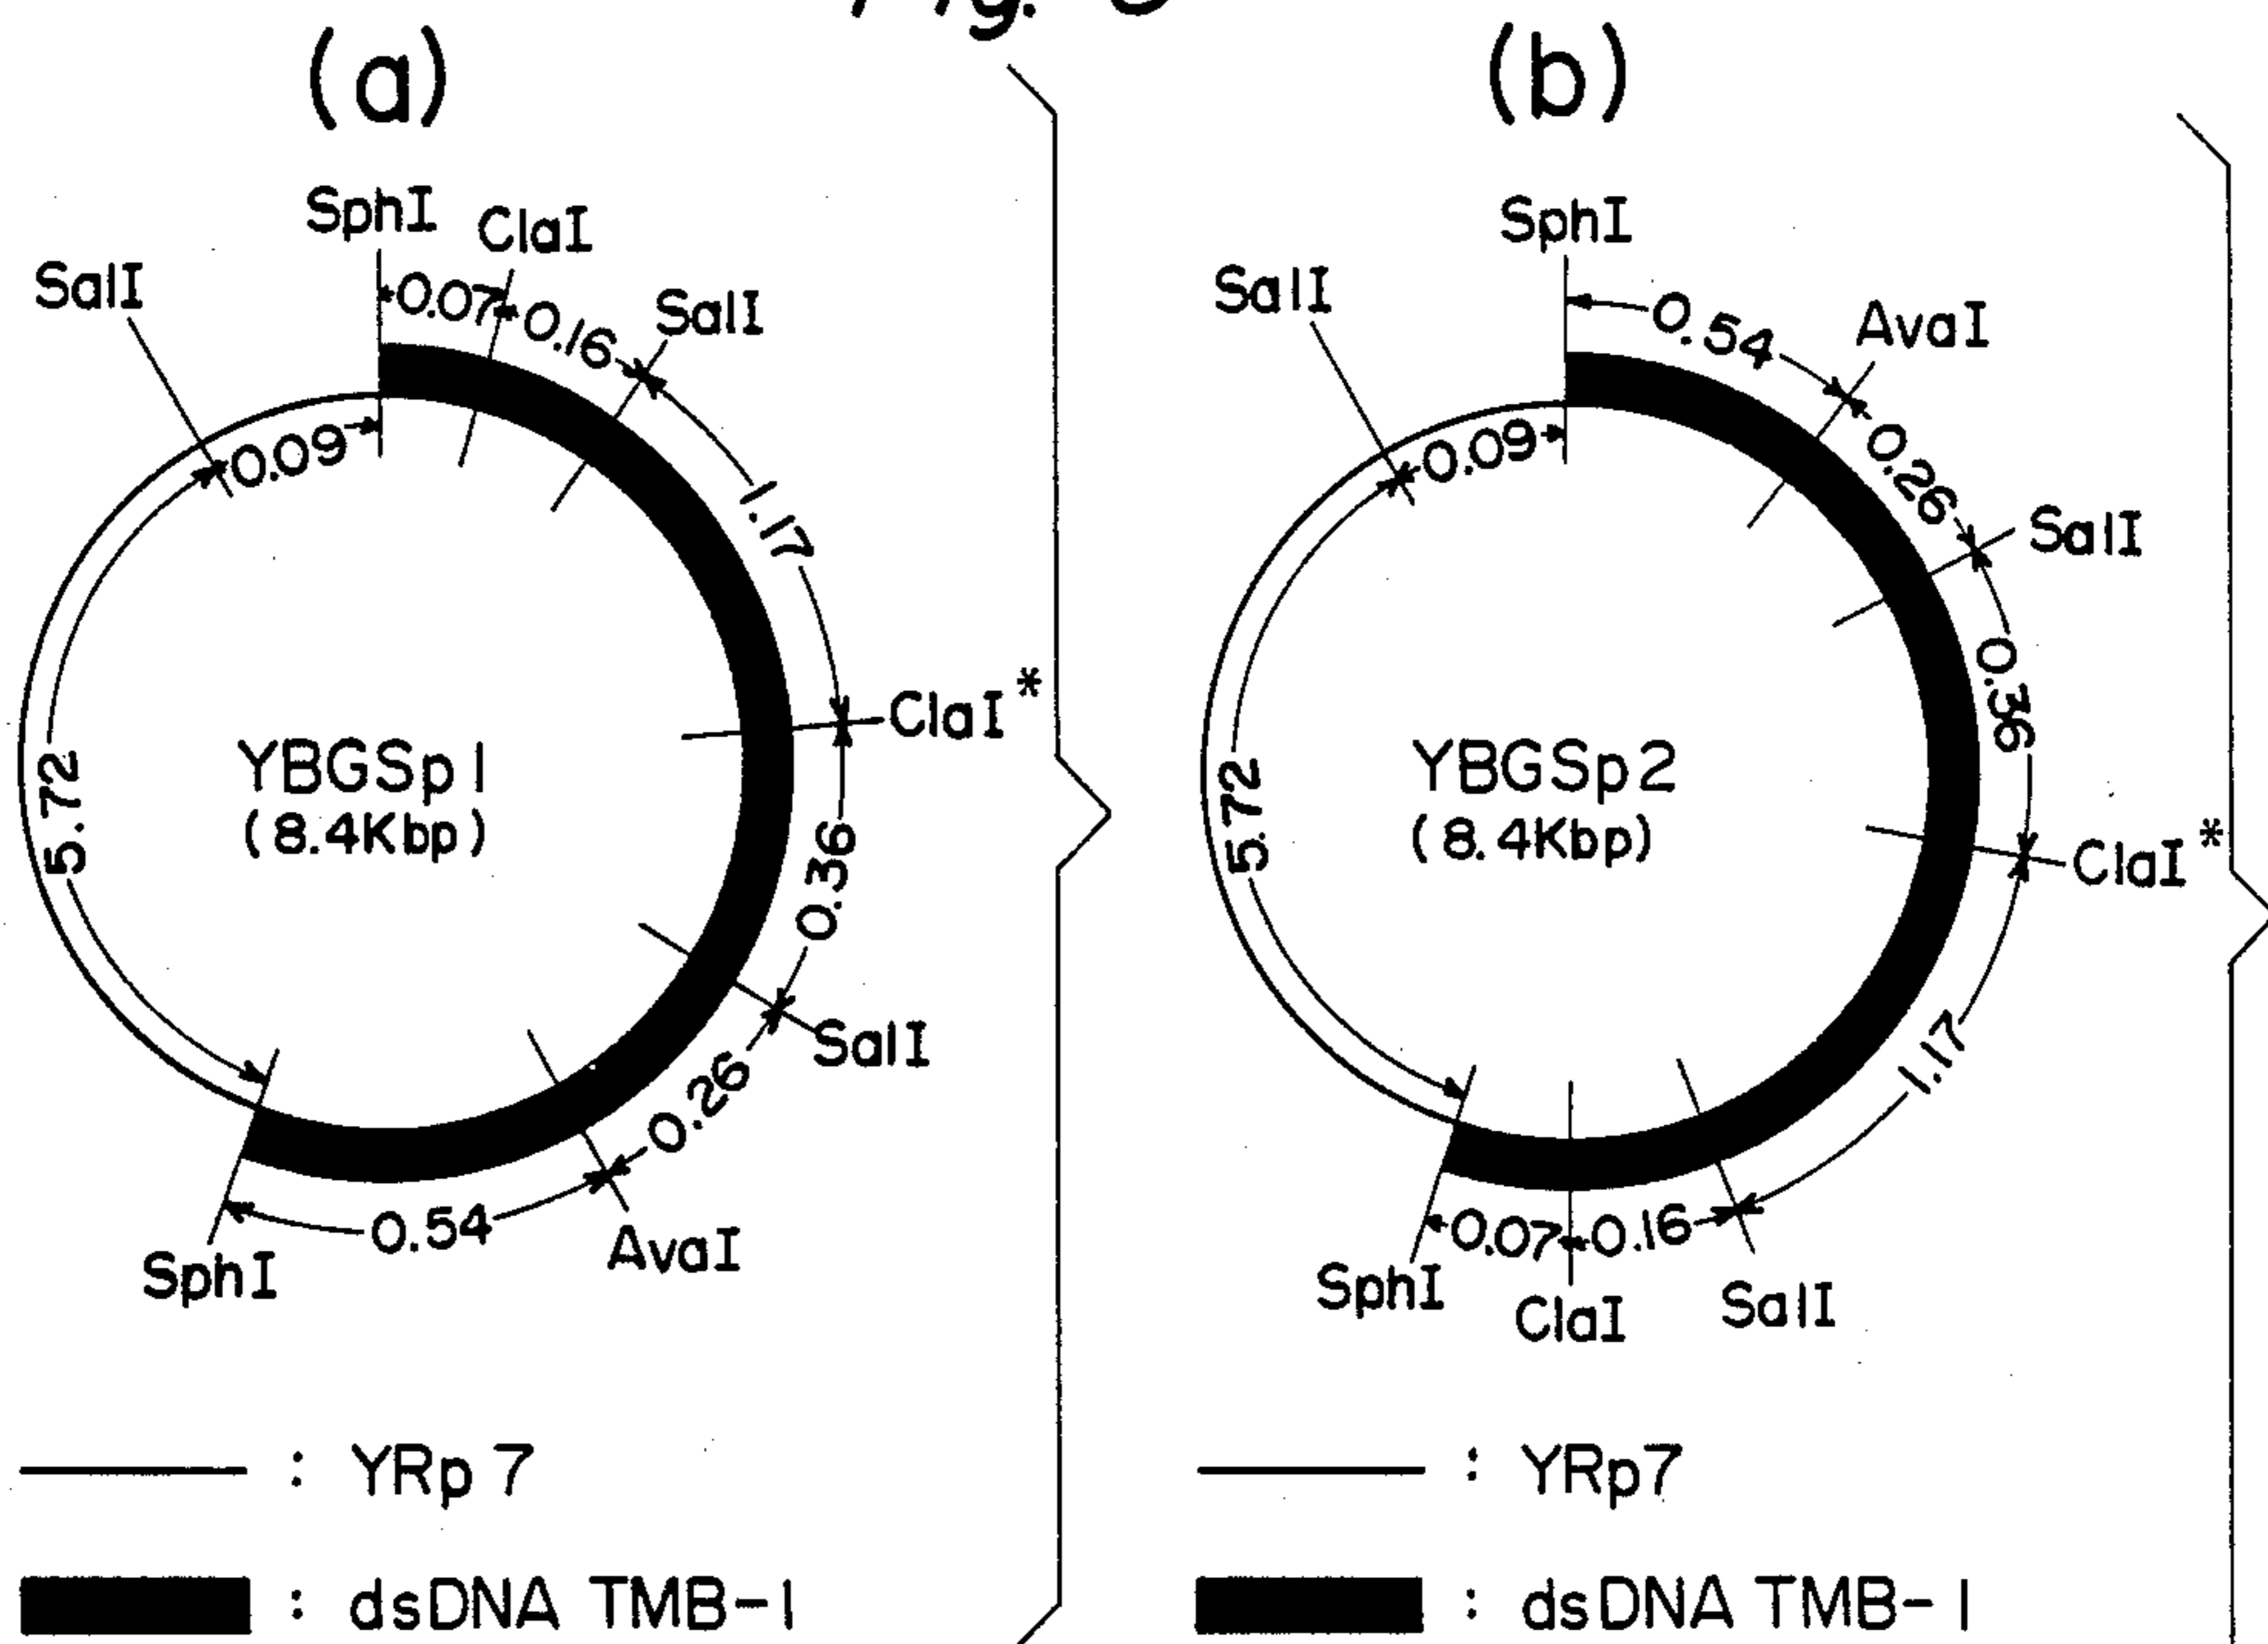 (a)
SphI
ClaI
SalI
SalI
0.07
0.16
0.09
1.17
ClaI*
YBGSp1
(8.4Kbp)
5.72
0.36
SalI
0.26
AvaI
0.54
SphI
: YRp 7
: dsDNA TMB-1
(b)
SphI
SalI
0.54
AvaI
0.09
0.26
SalI
0.36
YBGSp2
(8.4Kbp)
5.72
ClaI*
1.17
0.07
0.16
SphI
ClaI
SalI
: YRp7
: dsDNA TMB-1